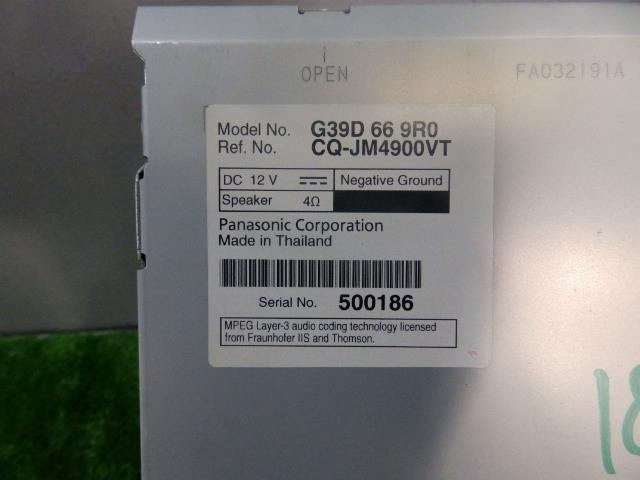 OPEN
FA032191A
Model No. G39D 66 9R0
Ref. No. CQ-JM4900VT
DC 12 V Negative Ground
Speaker 4Ω
Panasonic Corporation
Made in Thailand
Serial No. 500186
MPEG Layer-3 audio coding technology licensed
from Fraunhofer IIS and Thomson.
18